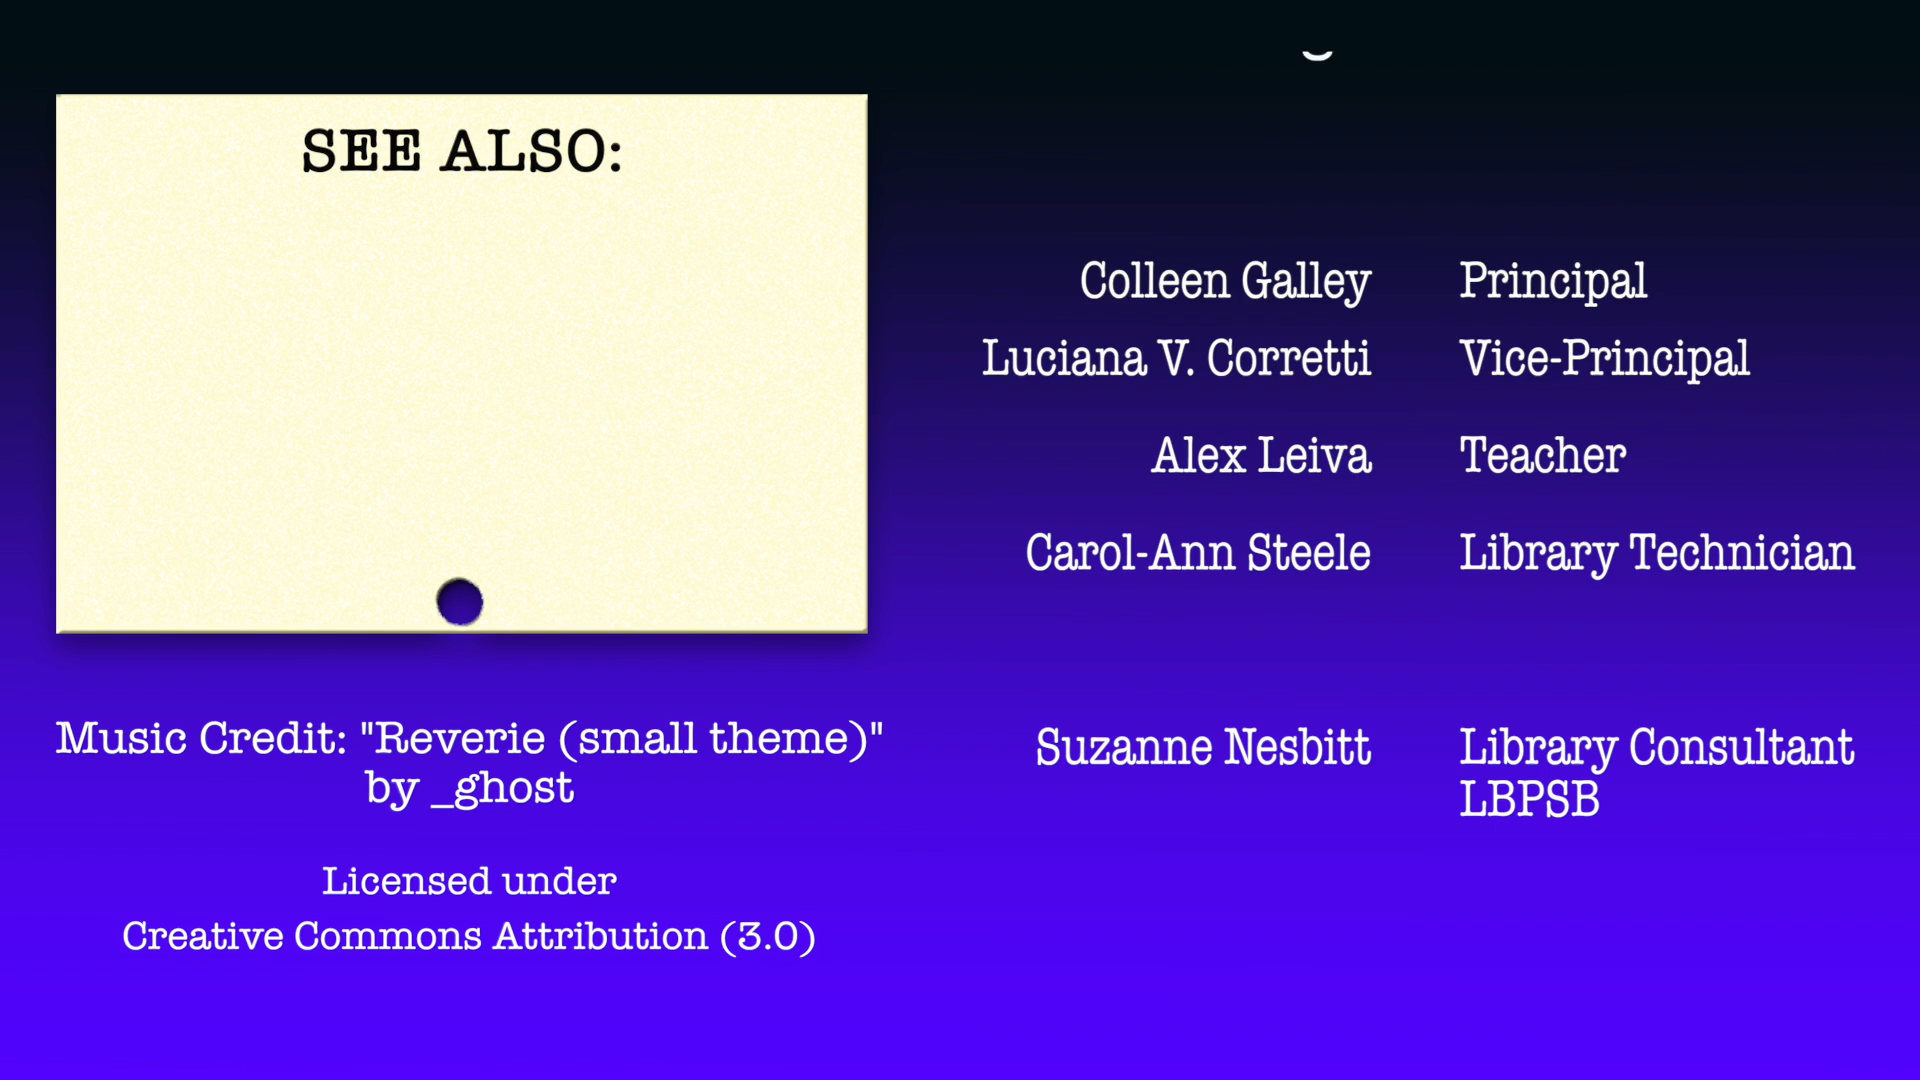 SEE ALSO:
Music Credit: "Reverie (small theme)"
by _ghost
Licensed under
Creative Commons Attribution (3.0)
Colleen Galley Principal
Luciana V. Corretti Vice-Principal
Alex Leiva Teacher
Carol-Ann Steele Library Technician
Suzanne Nesbitt Library Consultant
LBPSB